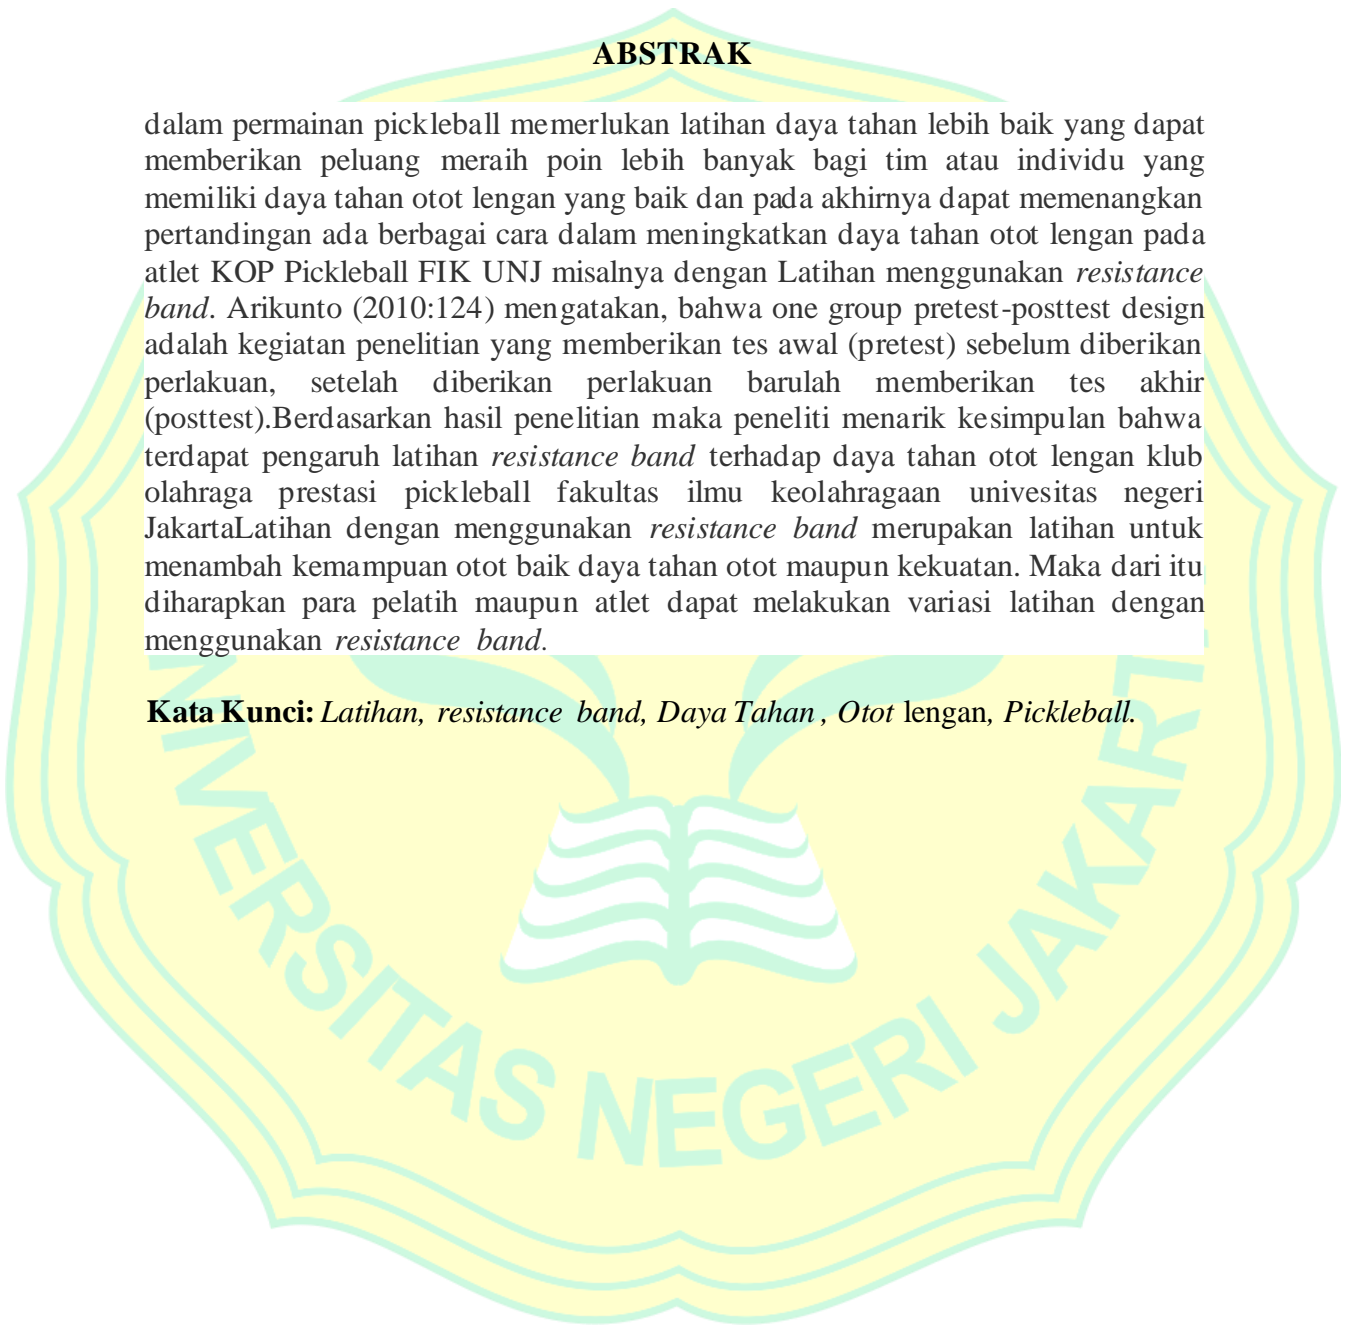 ABSTRAK
dalam permainan pickleball memerlukan latihan daya tahan lebih baik yang dapat
memberikan peluang meraih poin lebih banyak bagi tim atau individu yang
memiliki daya tahan otot lengan yang baik dan pada akhirnya dapat memenangkan
pertandingan ada berbagai cara dalam meningkatkan daya tahan otot lengan pada
atlet KOP Pickleball FIK UNJ misalnya dengan Latihan menggunakan resistance
band. Arikunto (2010:124) mengatakan, bahwa one group pretest-posttest design
adalah kegiatan penelitian yang memberikan tes awal (pretest) sebelum diberikan
perlakuan, setelah diberikan perlakuan barulah memberikan tes akhir
(posttest).Berdasarkan hasil penelitian maka peneliti menarik kesimpulan bahwa
terdapat pengaruh latihan resistance band terhadap daya tahan otot lengan klub
olahraga prestasi pickleball fakultas ilmu keolahragaan univesitas negeri
JakartaLatihan dengan menggunakan resistance band merupakan latihan untuk
menambah kemampuan otot baik daya tahan otot maupun kekuatan. Maka dari itu
diharapkan para pelatih maupun atlet dapat melakukan variasi latihan dengan
menggunakan resistance band.
Kata Kunci: Latihan, resistance band, Daya Tahan , Otot lengan, Pickleball.
NIVERSITAS NEGERI JAKART